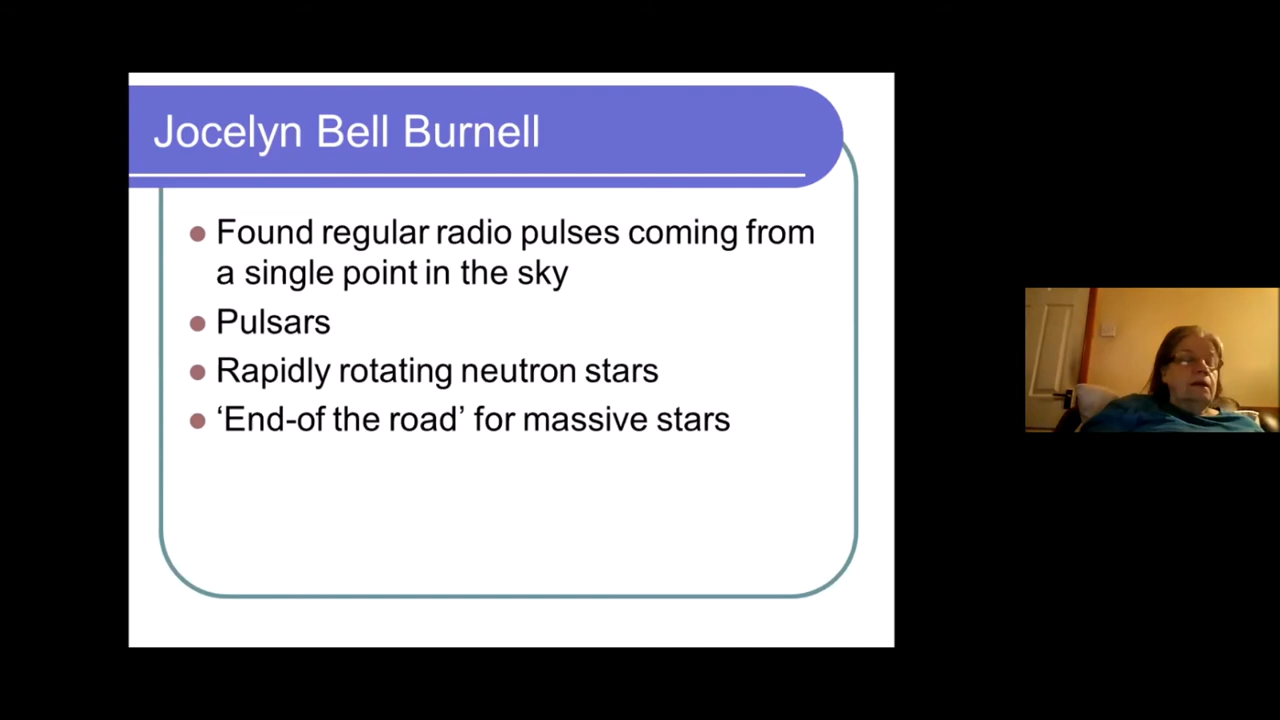 Jocelyn Bell Burnell
Found regular radio pulses coming from
a single point in the sky
Pulsars
Rapidly rotating neutron stars
‘End-of the road’ for massive stars